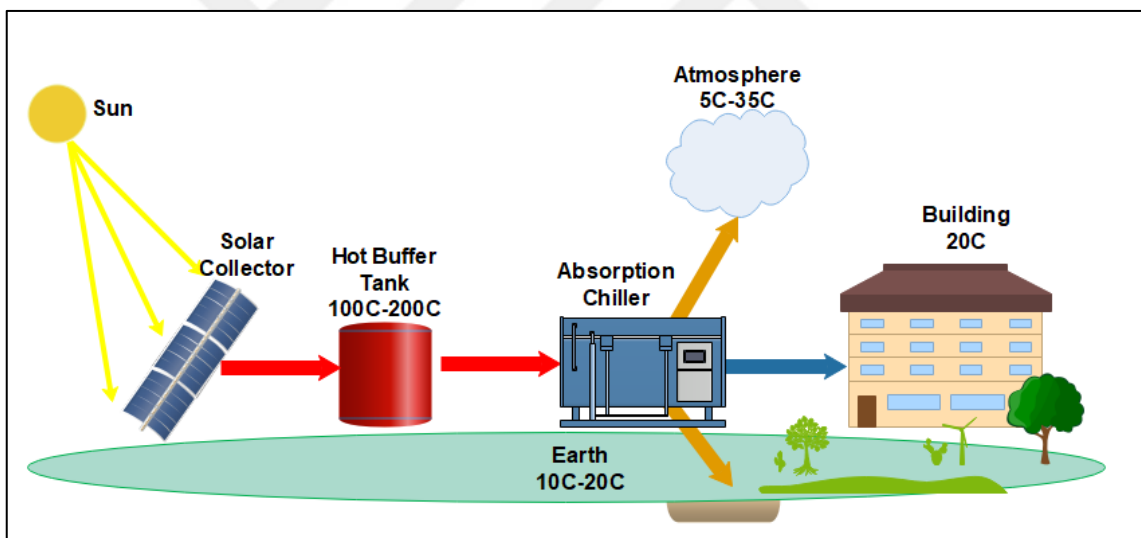 Sun
Solar
Collector
Hot Buffer
Tank
100C-200C
Absorption
Chiller
Atmosphere
5C-35C
Building
20C
Earth
10C-20C